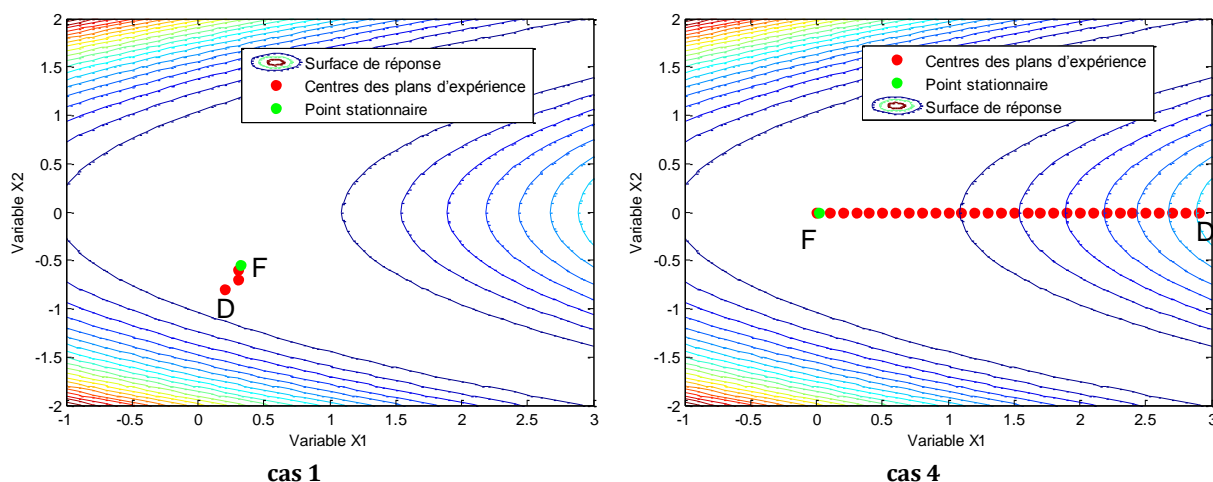 2
1.5
1
0.5
0
-0.5
-1
-1.5
-2
Variable X2
Surface de réponse
Centres des plans d'expérience
Point stationnaire
F
D
-1 -0.5 0 0.5 1 1.5 2 2.5 3
Variable X1
cas 1
2
1.5
1
0.5
0
-0.5
-1
-1.5
-2
Variable X2
Centres des plans d'expérience
Point stationnaire
Surface de réponse
F
D
-1 -0.5 0 0.5 1 1.5 2 2.5 3
Variable X1
cas 4